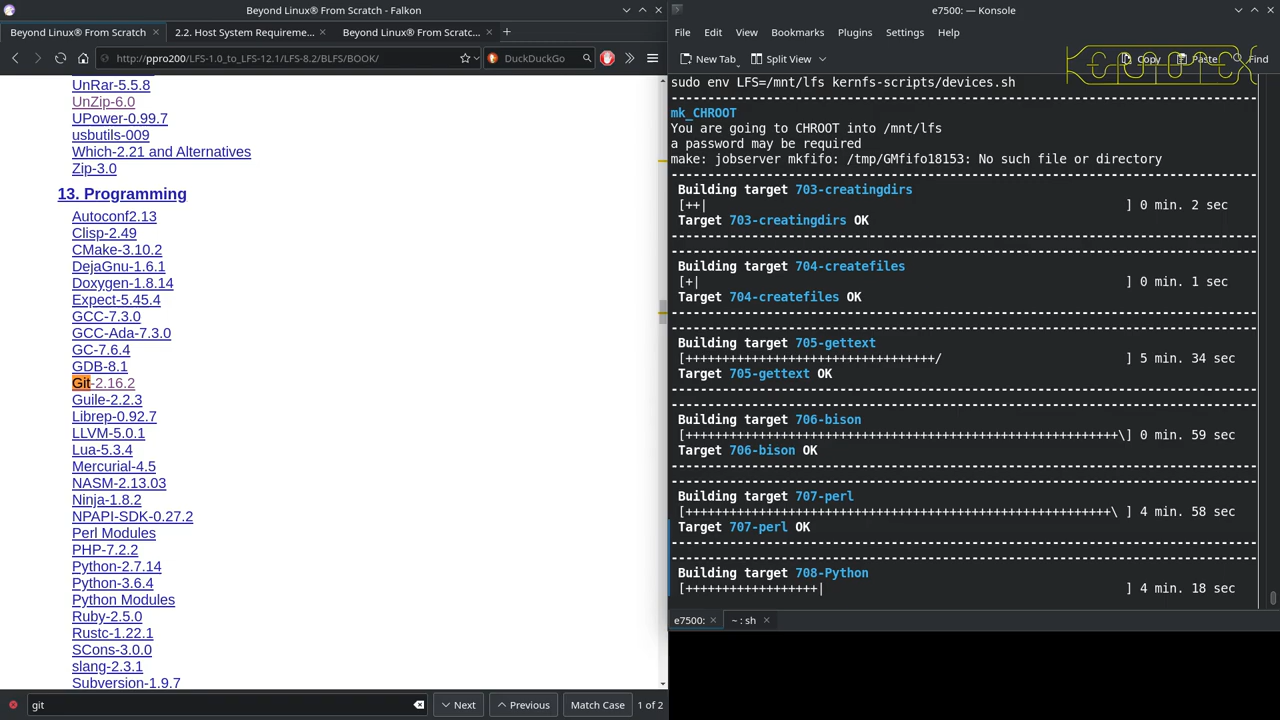 Beyond Linux® From Scratch - Falkon
Beyond Linux® From Scratch
2.2. Host System Requireme...
Beyond Linux® From Scratc...
http://ppro200/LFS-1.0_to_LFS-12.1/LFS-8.2/BLFS/BOOK/
DuckDuckGo
UnRar-5.5.8
UnZip-6.0
UPower-0.99.7
usbutils-009
Which-2.21 and Alternatives
Zip-3.0
13. Programming
Autoconf2.13
Clisp-2.49
CMake-3.10.2
DejaGnu-1.6.1
Doxygen-1.8.14
Expect-5.45.4
GCC-7.3.0
GCC-Ada-7.3.0
GC-7.6.4
GDB-8.1
Git-2.16.2
Guile-2.2.3
Librep-0.92.7
LLVM-5.0.1
Lua-5.3.4
Mercurial-4.5
NASM-2.13.03
Ninja-1.8.2
NPAPI-SDK-0.27.2
Perl Modules
PHP-7.2.2
Python-2.7.14
Python-3.6.4
Python Modules
Ruby-2.5.0
Rustc-1.22.1
SCons-3.0.0
slang-2.3.1
Subversion-1.9.7
git
Next
Previous
Match Case
1 of 2
e7500: — Konsole
File Edit View Bookmarks Plugins Settings Help
New Tab Split View Copy Paste Find
sudo env LFS=/mnt/lfs kernfs-scripts/devices.sh
mk_CHROOT
You are going to CHROOT into /mnt/lfs
a password may be required
make: jobserver mkfifo: /tmp/GMfifo18153: No such file or directory
Building target 703-creatingdirs
[++| ] 0 min. 2 sec
Target 703-creatingdirs OK
Building target 704-createfiles
[+| ] 0 min. 1 sec
Target 704-createfiles OK
Building target 705-gettext
[++++++++++++++++++++++++++++++++++/ ] 5 min. 34 sec
Target 705-gettext OK
Building target 706-bison
[+++++++++++++++++++++++++++++++++++++++++++++++++++++++++++\] 0 min. 59 sec
Target 706-bison OK
Building target 707-perl
[++++++++++++++++++++++++++++++++++++++++++++++++++++++++++\ ] 4 min. 58 sec
Target 707-perl OK
Building target 708-Python
[++++++++++++++++++| ] 4 min. 18 sec
e7500:
~ : sh